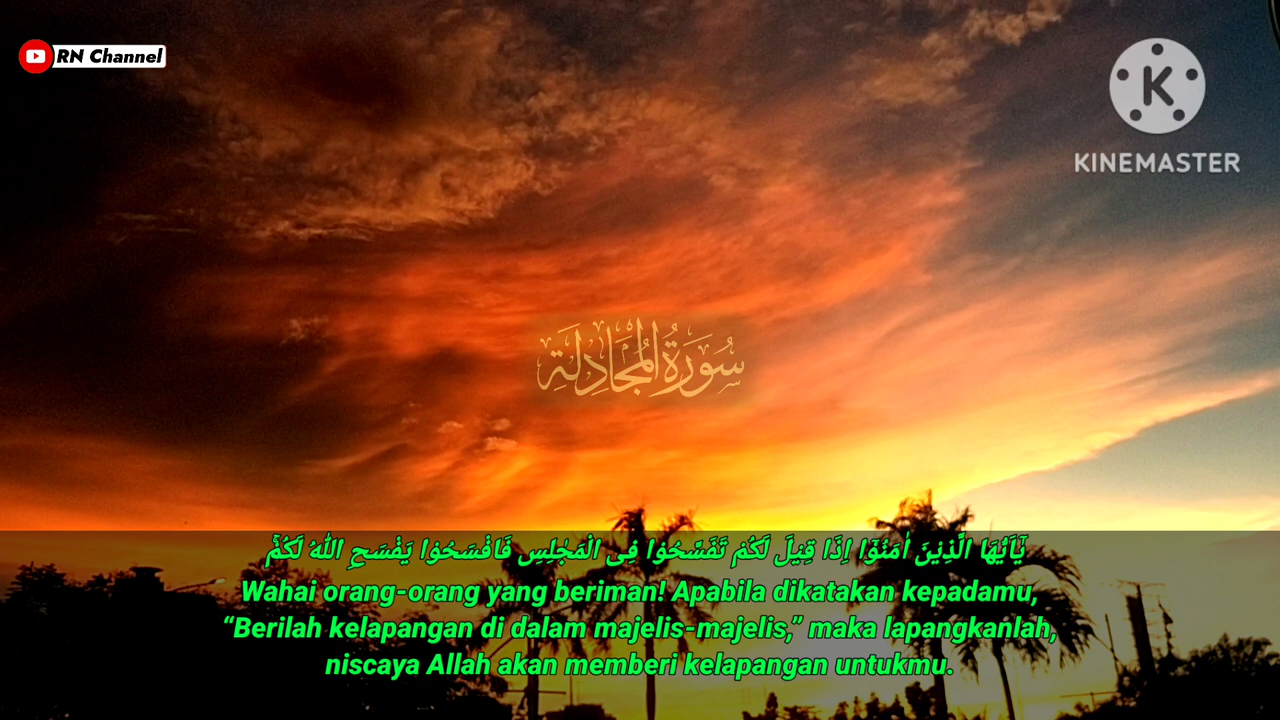 RN Channel
KINEMASTER
سُورَةُ المُجَادِلَةِ
يٰٓاَيُّهَا الَّذِيْنَ اٰمَنُوْٓا اِذَا قِيْلَ لَكُمْ تَفَسَّحُوْا فِى الْمَجٰلِسِ فَافْسَحُوْا يَفْسَحِ اللّٰهُ لَكُمْۚ
Wahai orang-orang yang beriman! Apabila dikatakan kepadamu,
“Berilah kelapangan di dalam majelis-majelis,” maka lapangkanlah,
niscaya Allah akan memberi kelapangan untukmu.